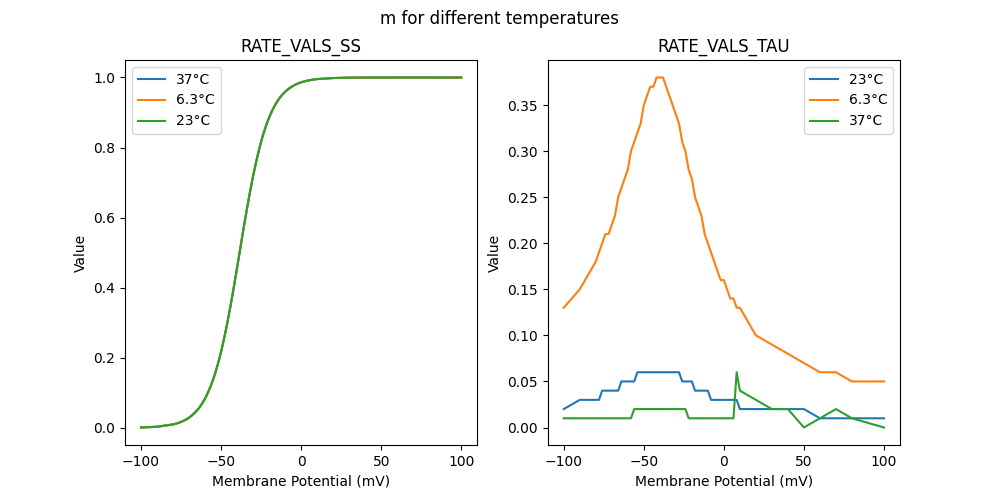 m for different temperatures
RATE_VALS_SS
37°C
6.3°C
23°C
1.0
0.8
0.6
0.4
0.2
0.0
Value
−100
−50
0
50
100
Membrane Potential (mV)
RATE_VALS_TAU
23°C
6.3°C
37°C
0.35
0.30
0.25
0.20
0.15
0.10
0.05
0.00
Value
−100
−50
0
50
100
Membrane Potential (mV)